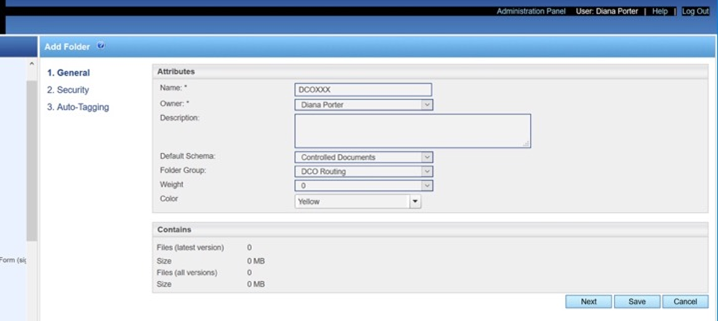 Administration Panel User: Diana Porter | Help | Log Out
Add Folder ?
1. General
2. Security
3. Auto-Tagging
Attributes
Name: * DCOXXX
Owner: * Diana Porter
Description:
Default Schema: Controlled Documents
Folder Group: DCO Routing
Weight 0
Color Yellow
Contains
Files (latest version) 0
Size 0 MB
Files (all versions) 0
Size 0 MB
Form (sig
Next Save Cancel